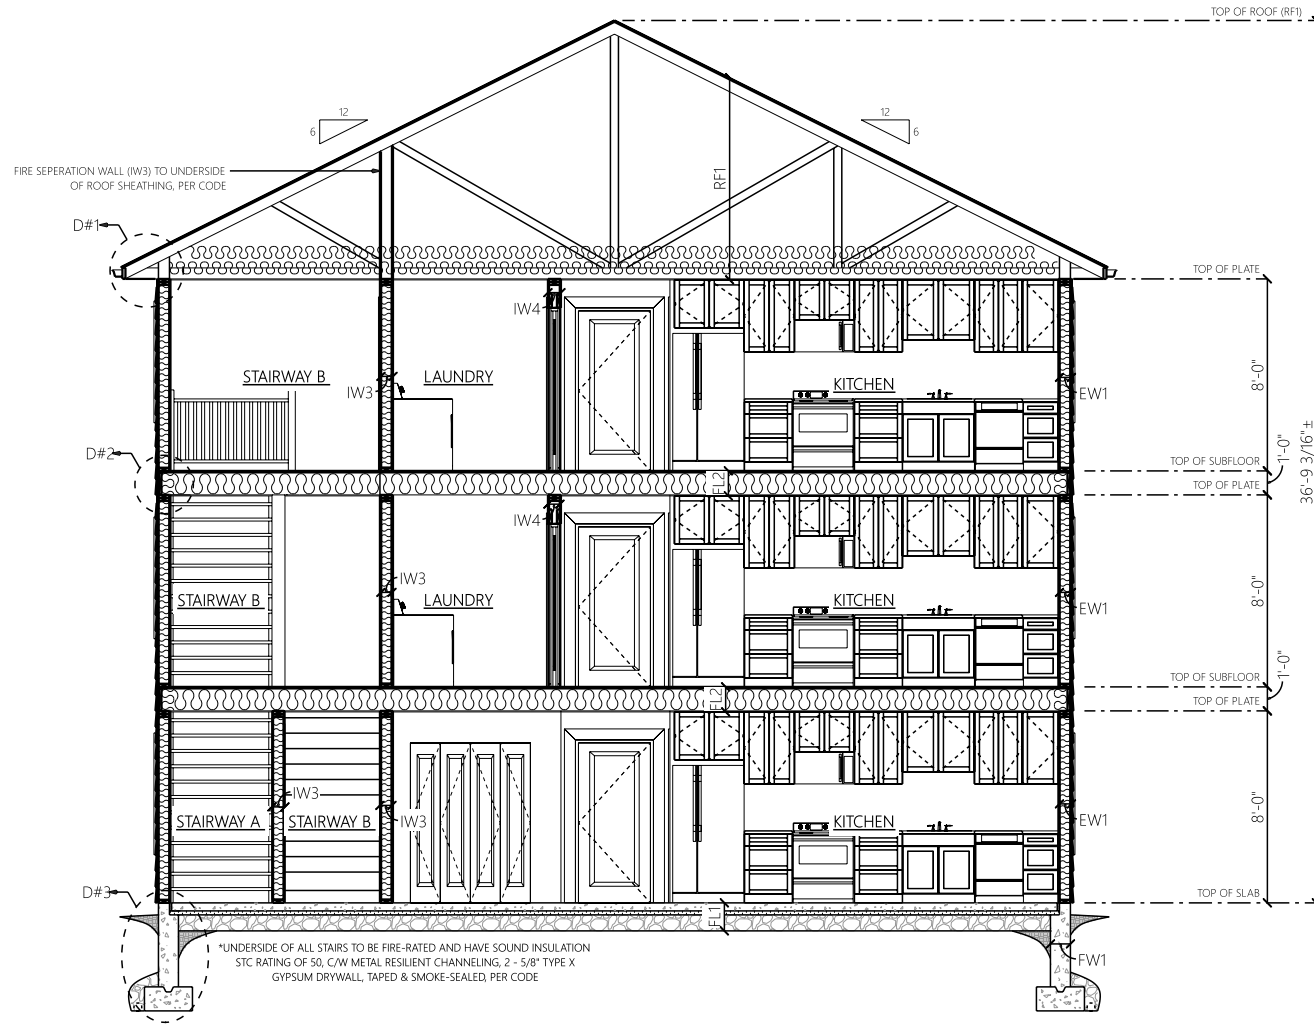 TOP OF ROOF (RF1)
12
6
12
6
FIRE SEPERATION WALL (IW3) TO UNDERSIDE
OF ROOF SHEATHING, PER CODE
RF1
D#1
TOP OF PLATE
IW4
STAIRWAY B
IW3
LAUNDRY
KITCHEN
EW1
8'-0"
36'-9 3/16"±
D#2
FL2
TOP OF SUBFLOOR
1'-0"
TOP OF PLATE
IW4
IW3
STAIRWAY B
LAUNDRY
KITCHEN
EW1
8'-0"
FL2
TOP OF SUBFLOOR
1'-0"
TOP OF PLATE
IW3
STAIRWAY A
STAIRWAY B
IW3
KITCHEN
EW1
8'-0"
D#3
FL1
TOP OF SLAB
*UNDERSIDE OF ALL STAIRS TO BE FIRE-RATED AND HAVE SOUND INSULATION
STC RATING OF 50, C/W METAL RESILIENT CHANNELING, 2 - 5/8" TYPE X
GYPSUM DRYWALL, TAPED & SMOKE-SEALED, PER CODE
FW1